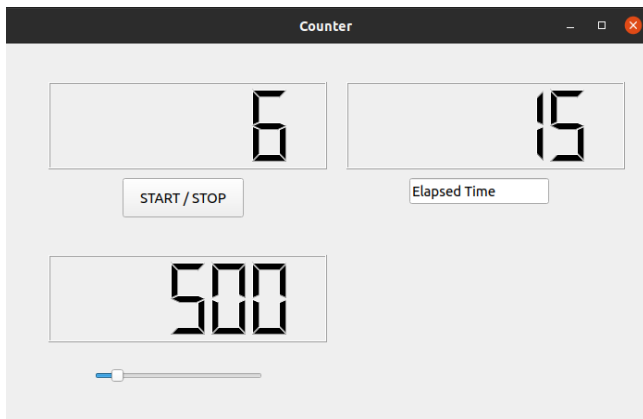 Counter
6
15
START / STOP
Elapsed Time
500